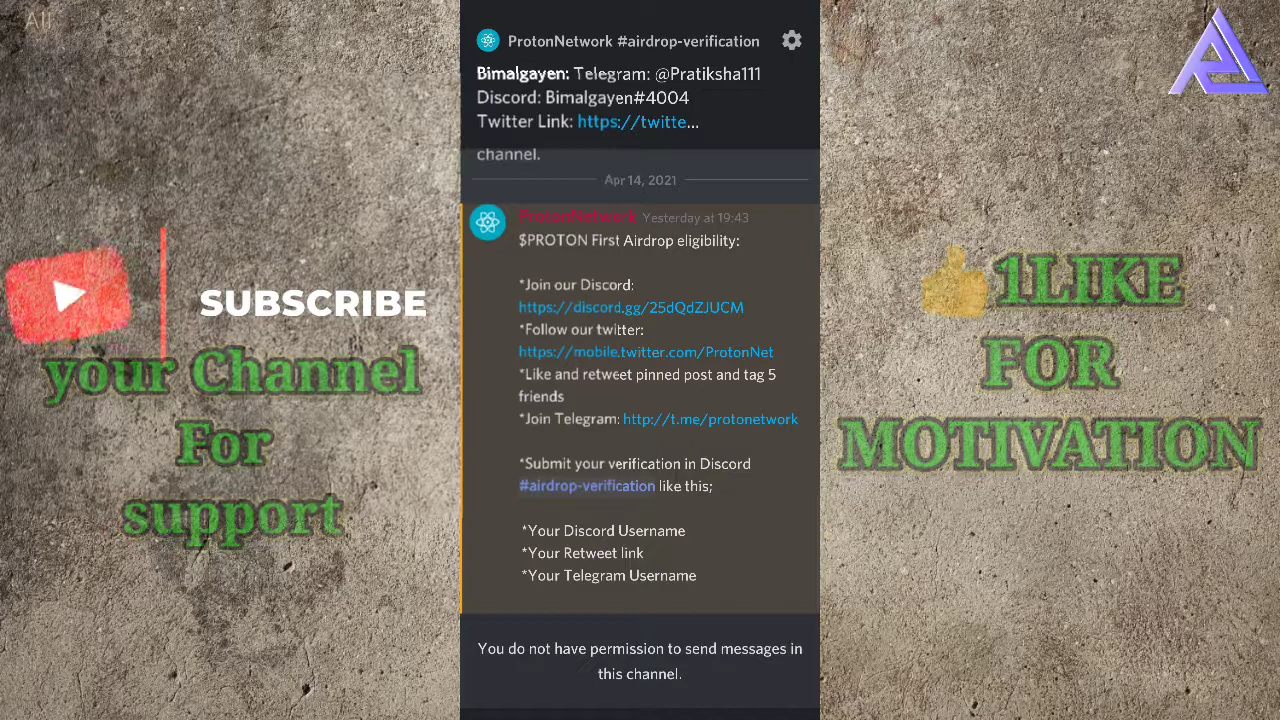 All
ProtonNetwork #airdrop-verification
Bimalgayen: Telegram: @Pratiksha111
Discord: Bimalgayen#4004
Twitter Link: https://twitte...
channel.
Apr 14, 2021
ProtonNetwork Yesterday at 19:43
$PROTON First Airdrop eligibility:
*Join our Discord:
https://discord.gg/25dQdZJUCM
*Follow our twitter:
https://mobile.twitter.com/ProtonNet
*Like and retweet pinned post and tag 5
friends
*Join Telegram: http://t.me/protonetwork
*Submit your verification in Discord
#airdrop-verification like this;
*Your Discord Username
*Your Retweet link
*Your Telegram Username
You do not have permission to send messages in
this channel.
SUBSCRIBE
your Channel
For
support
👍1LIKE
FOR
MOTIVATION